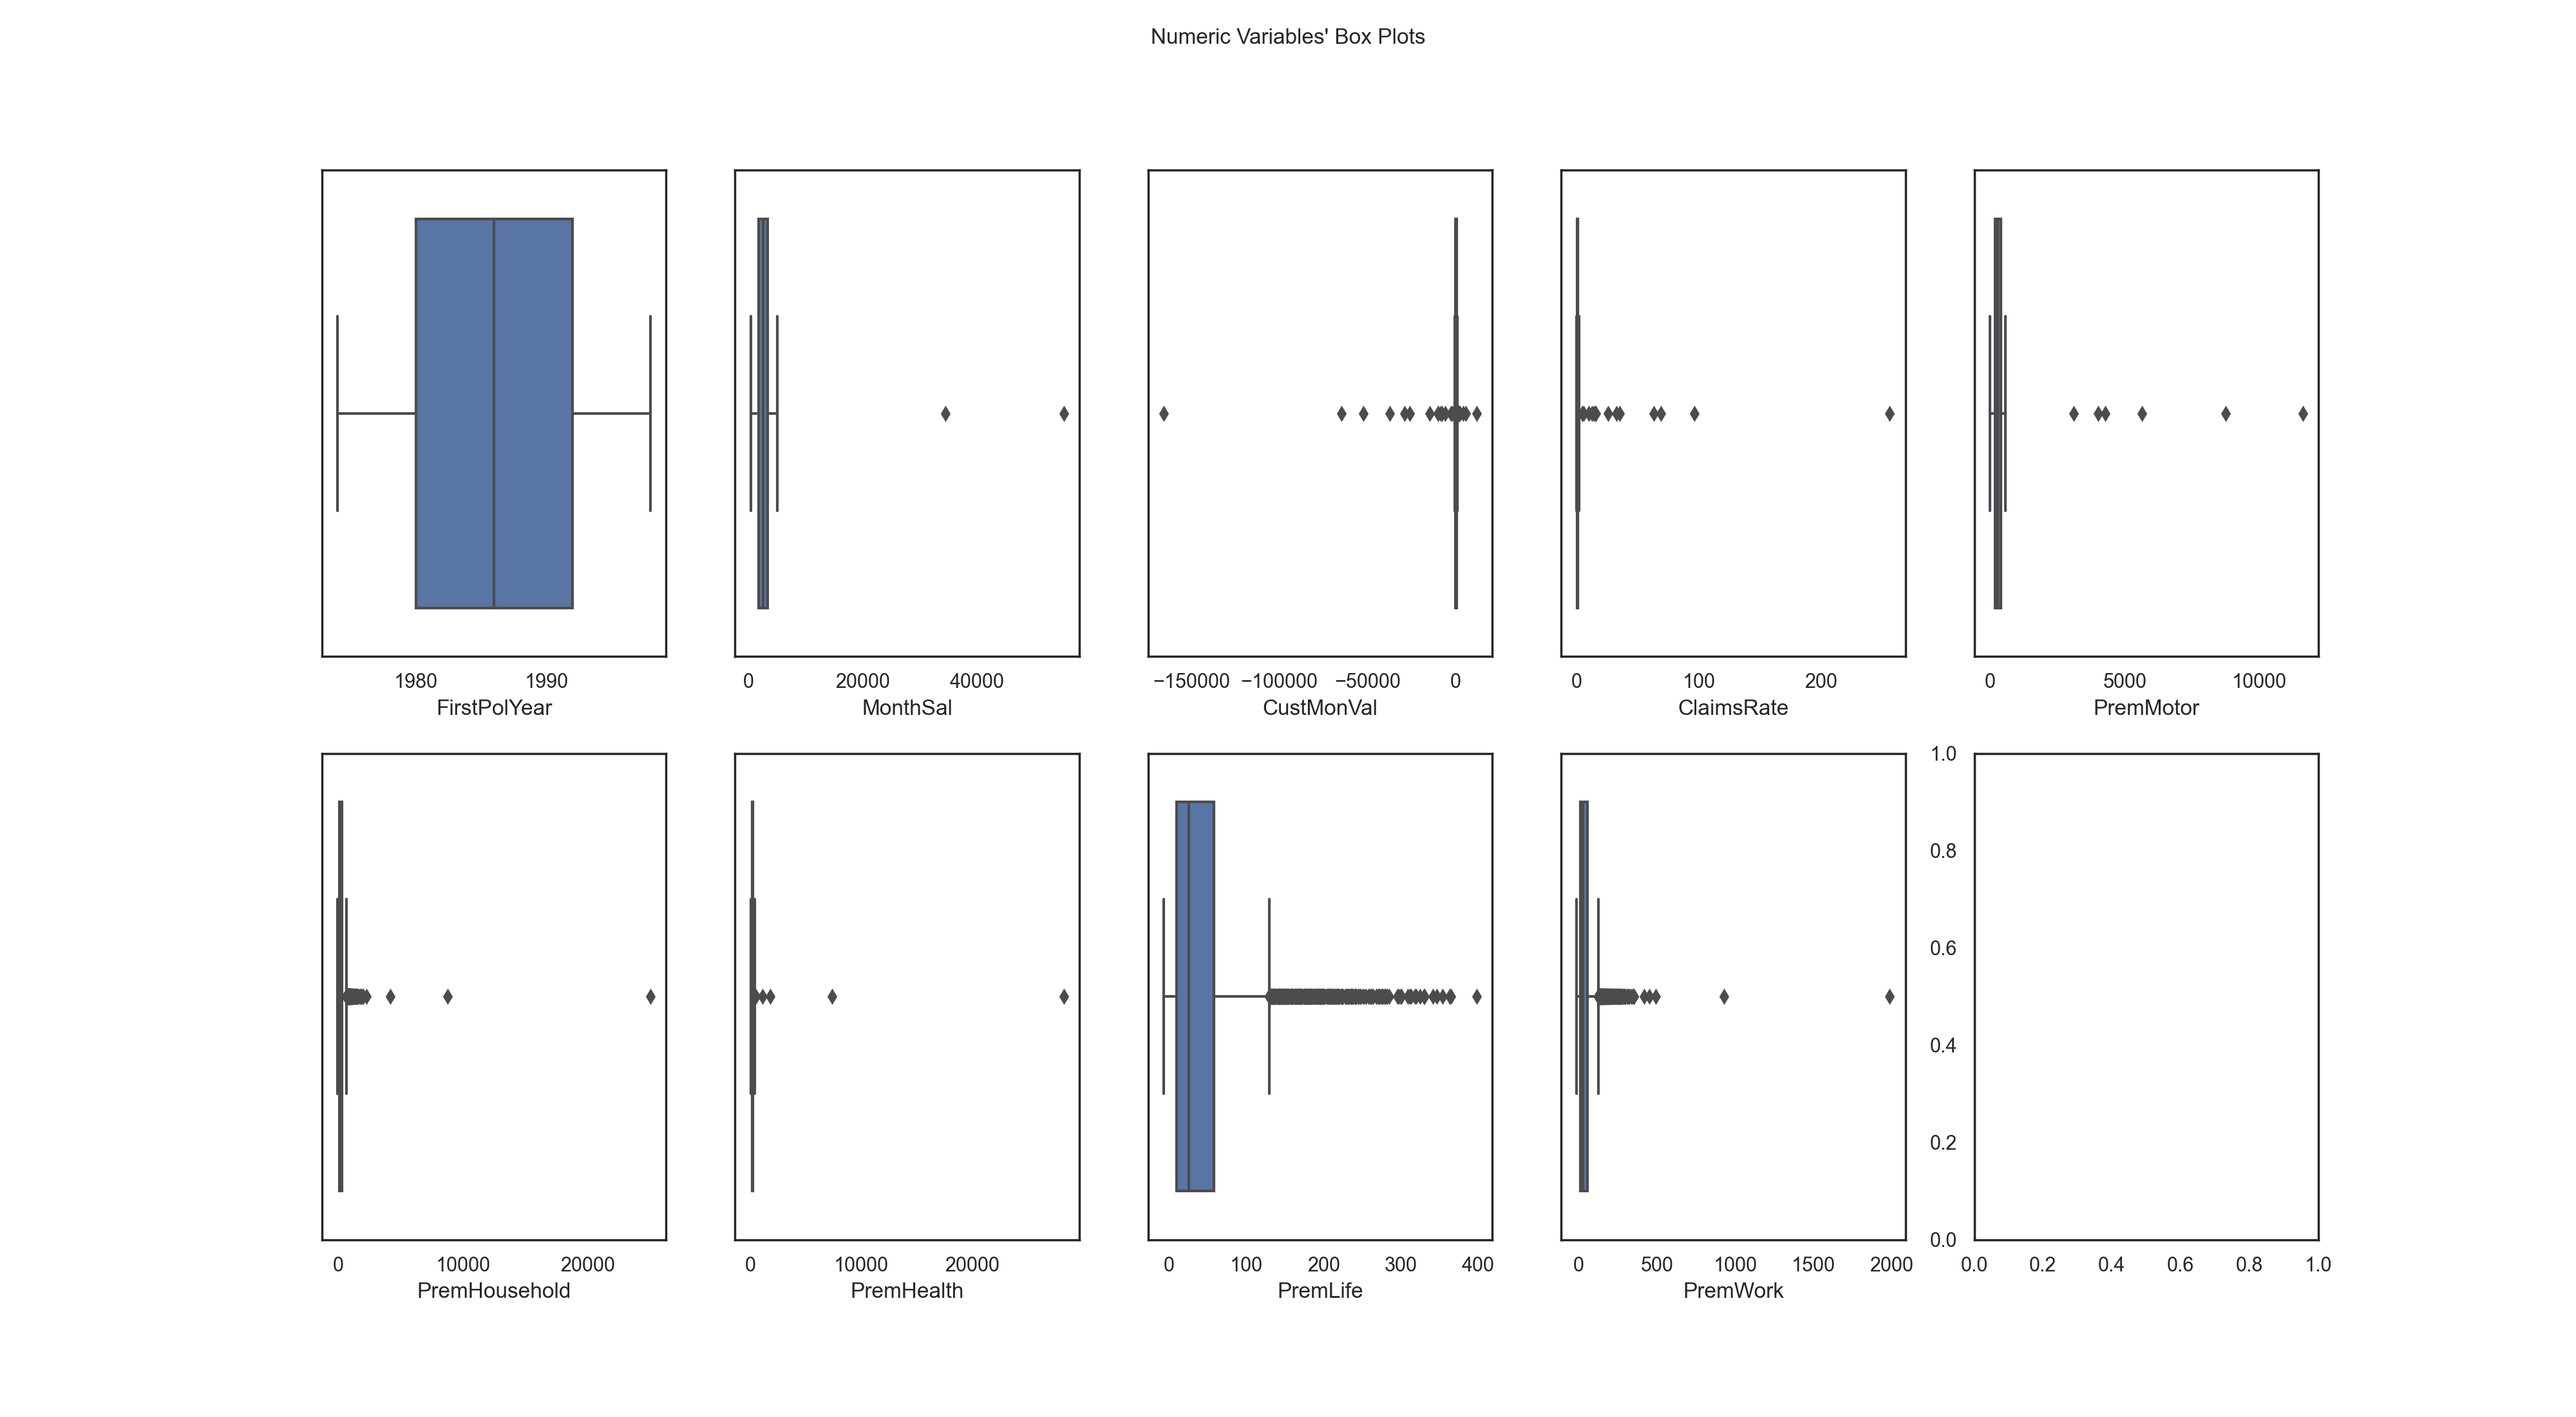 Numeric Variables' Box Plots
1980 1990
FirstPolYear
0 20000 40000
MonthSal
−150000 −100000 −50000 0
CustMonVal
0 100 200
ClaimsRate
0 5000 10000
PremMotor
0 10000 20000
PremHousehold
0 10000 20000
PremHealth
0 100 200 300 400
PremLife
0 500 1000 1500 2000
PremWork
1.0
0.8
0.6
0.4
0.2
0.0
0.0 0.2 0.4 0.6 0.8 1.0